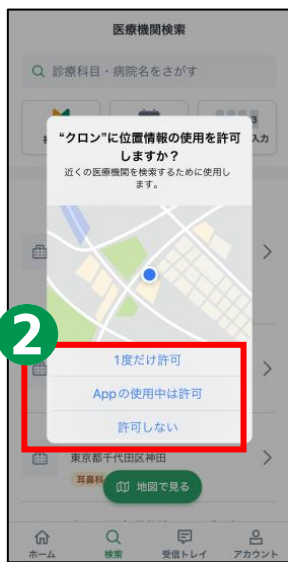 医療機関検索
診療科目・病院名をさがす
3
入力
“クロン”に位置情報の使用を許可
しますか？
近くの医療機関を検索するために使用し
ます。
2
1度だけ許可
Appの使用中は許可
許可しない
東京都千代田区神田
耳鼻科
地図で見る
ホーム
検索
受信トレイ
アカウント